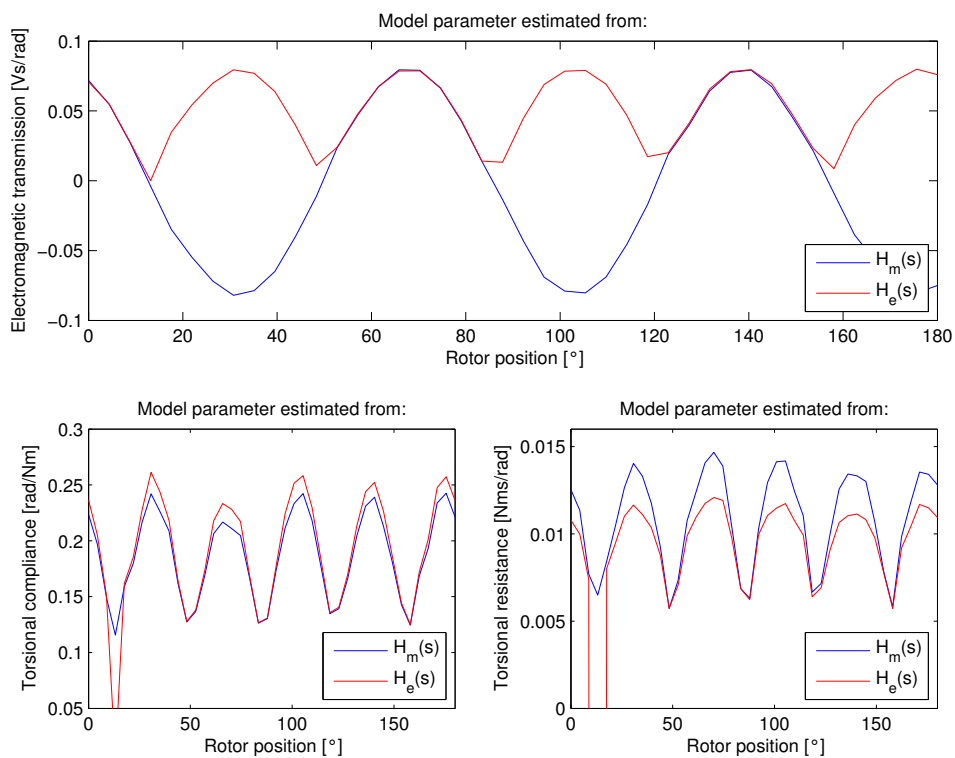 Model parameter estimated from:
Electromagnetic transmission [Vs/rad]
0.1
0.05
0
−0.05
−0.1
H_m(s)
H_e(s)
0 20 40 60 80 100 120 140 160 180
Rotor position [°]
Model parameter estimated from:
Torsional compliance [rad/Nm]
0.3
0.25
0.2
0.15
0.1
0.05
H_m(s)
H_e(s)
0 50 100 150
Rotor position [°]
Model parameter estimated from:
Torsional resistance [Nms/rad]
0.015
0.01
0.005
0
H_m(s)
H_e(s)
0 50 100 150
Rotor position [°]